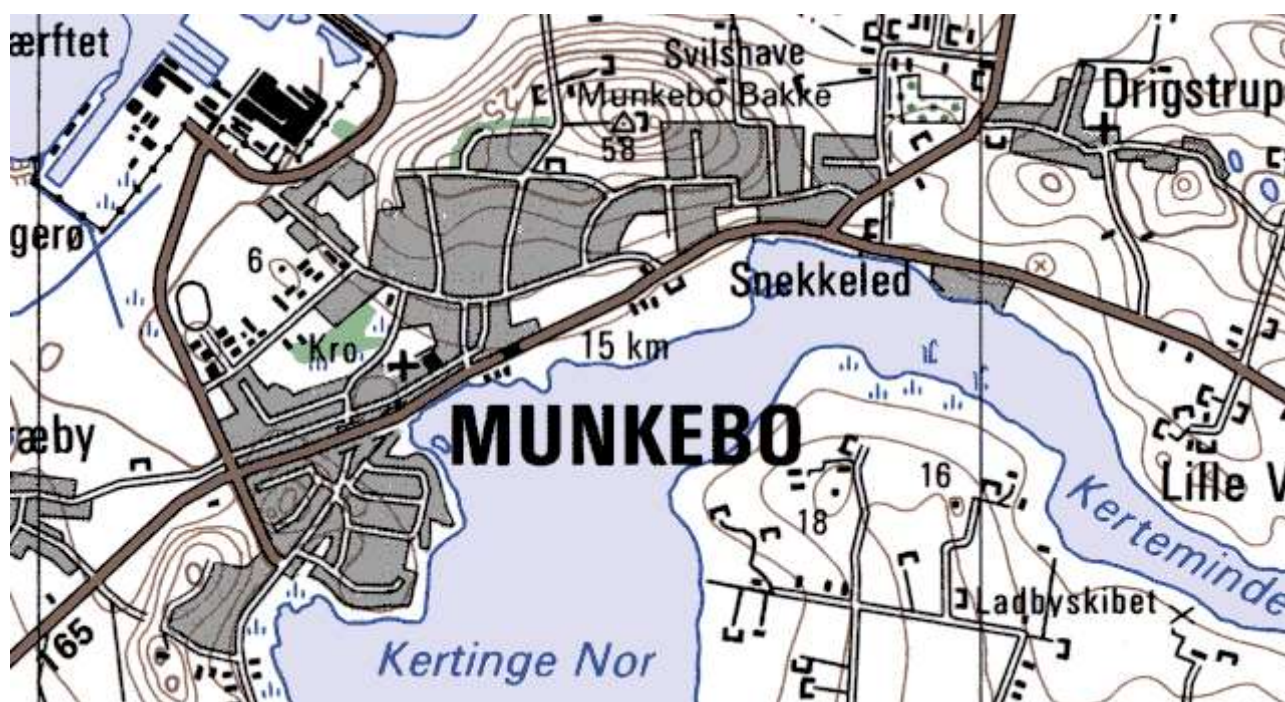 ærftet
Svilshave
Munkebo Bakke
Drigstrup
25
58
gerø
6
Snekkeled
Kro
15 km
MUNKEBO
æby
16
Lille V
18
Kerteminde
Ladbyskibet
165
Kertinge Nor